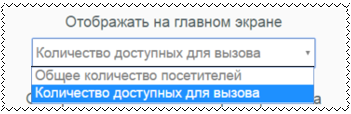 Отображать на главном экране
Количество доступных для вызова
Общее количество посетителей
Количество доступных для вызова